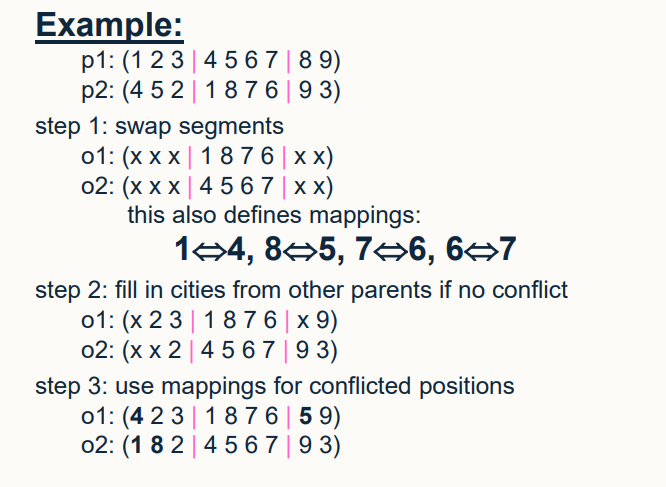 Example:
p1: (1 2 3 | 4 5 6 7 | 8 9)
p2: (4 5 2 | 1 8 7 6 | 9 3)
step 1: swap segments
o1: (x x x | 1 8 7 6 | x x)
o2: (x x x | 4 5 6 7 | x x)
this also defines mappings:
1⇔4, 8⇔5, 7⇔6, 6⇔7
step 2: fill in cities from other parents if no conflict
o1: (x 2 3 | 1 8 7 6 | x 9)
o2: (x x 2 | 4 5 6 7 | 9 3)
step 3: use mappings for conflicted positions
o1: (4 2 3 | 1 8 7 6 | 5 9)
o2: (1 8 2 | 4 5 6 7 | 9 3)